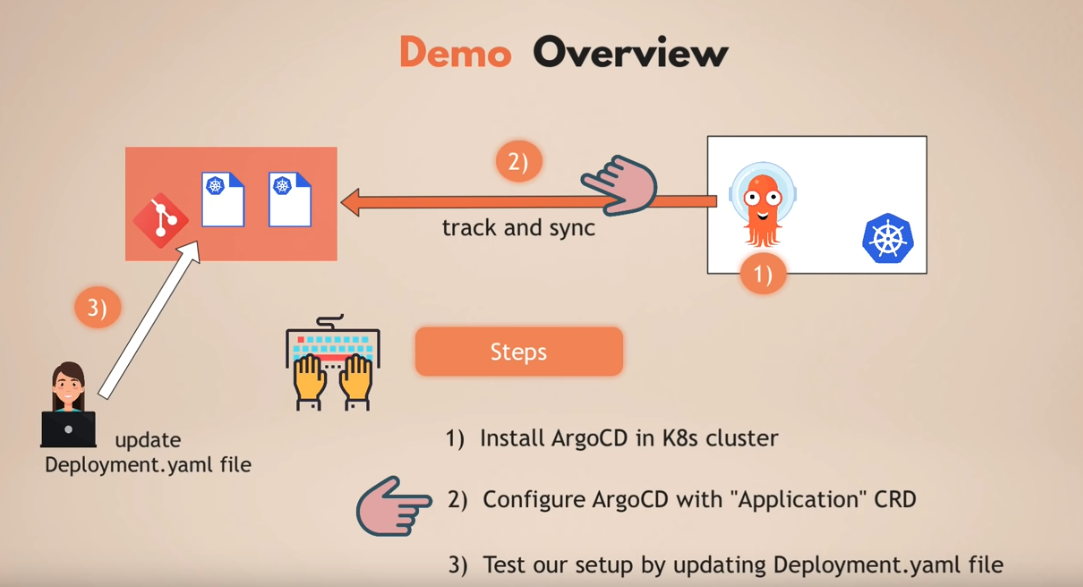 Demo Overview
2)
track and sync
1)
3)
Steps
update
Deployment.yaml file
1) Install ArgoCD in K8s cluster
2) Configure ArgoCD with "Application" CRD
3) Test our setup by updating Deployment.yaml file